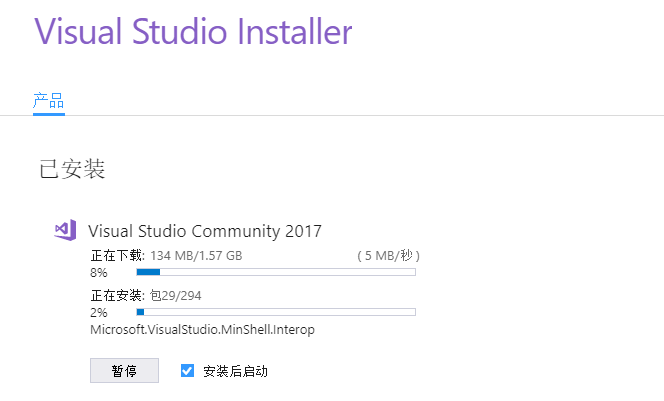 Visual Studio Installer
产品
已安装
Visual Studio Community 2017
正在下载: 134 MB/1.57 GB ( 5 MB/秒 )
8%
正在安装: 包29/294
2%
Microsoft.VisualStudio.MinShell.Interop
暂停 安装后启动